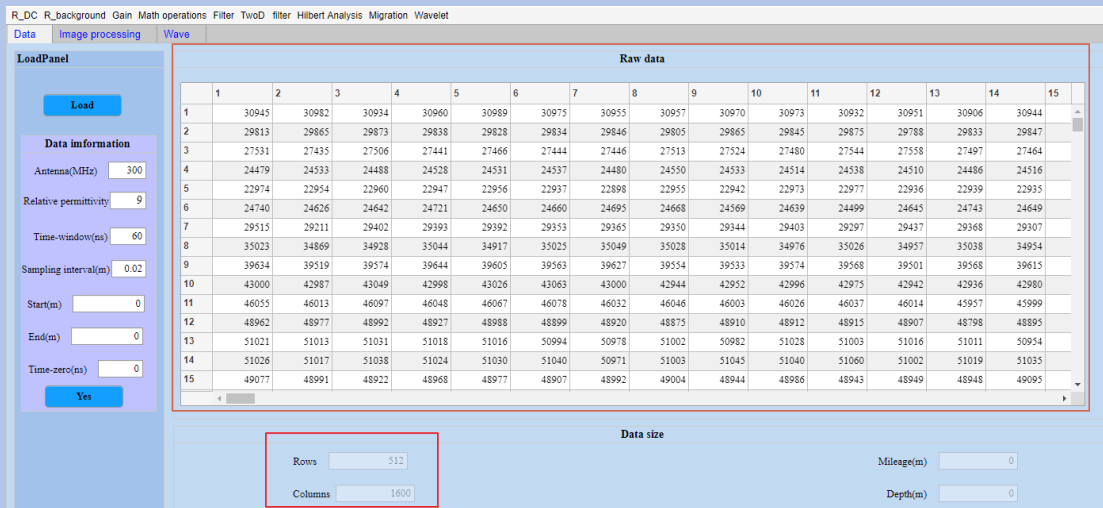 R_DC R_background Gain Math operations Filter TwoD filter Hilbert Analysis Migration Wavelet
Data Image processing Wave
LoadPanel
Load
Data imformation
Antenna(MHz) 300
Relative permittivity 9
Time-window(ns) 60
Sampling interval(m) 0.02
Start(m) 0
End(m) 0
Time-zero(ns) 0
Yes
Raw data
1 2 3 4 5 6 7 8 9 10 11 12 13 14 15
1 30945 30982 30934 30960 30989 30975 30955 30957 30970 30973 30932 30951 30906 30944
2 29813 29865 29873 29838 29828 29834 29846 29805 29865 29845 29875 29788 29833 29847
3 27531 27435 27506 27441 27466 27444 27446 27513 27524 27480 27544 27558 27497 27464
4 24479 24533 24488 24528 24531 24537 24480 24550 24533 24514 24538 24510 24486 24516
5 22974 22954 22960 22947 22956 22937 22898 22955 22942 22973 22977 22936 22939 22935
6 24740 24626 24642 24721 24650 24660 24695 24668 24569 24639 24499 24645 24743 24649
7 29515 29211 29402 29393 29392 29353 29365 29350 29344 29403 29297 29437 29368 29307
8 35023 34869 34928 35044 34917 35025 35049 35028 35014 34976 35026 34957 35038 34954
9 39634 39519 39574 39644 39605 39563 39627 39554 39533 39574 39568 39501 39568 39615
10 43000 42987 43049 42998 43026 43063 43000 42944 42952 42996 42975 42942 42936 42980
11 46055 46013 46097 46048 46067 46078 46032 46046 46003 46026 46037 46014 45957 45999
12 48962 48977 48992 48927 48988 48899 48920 48875 48910 48912 48915 48907 48798 48895
13 51021 51013 51031 51018 51016 50994 50978 51002 50982 51028 51003 51016 51011 50954
14 51026 51017 51038 51024 51030 51040 50971 51003 51045 51040 51060 51002 51019 51035
15 49077 48991 48922 48968 48977 48907 48992 49004 48944 48986 48943 48949 48948 49095
Data size
Rows 512
Columns 1600
Mileage(m) 0
Depth(m) 0